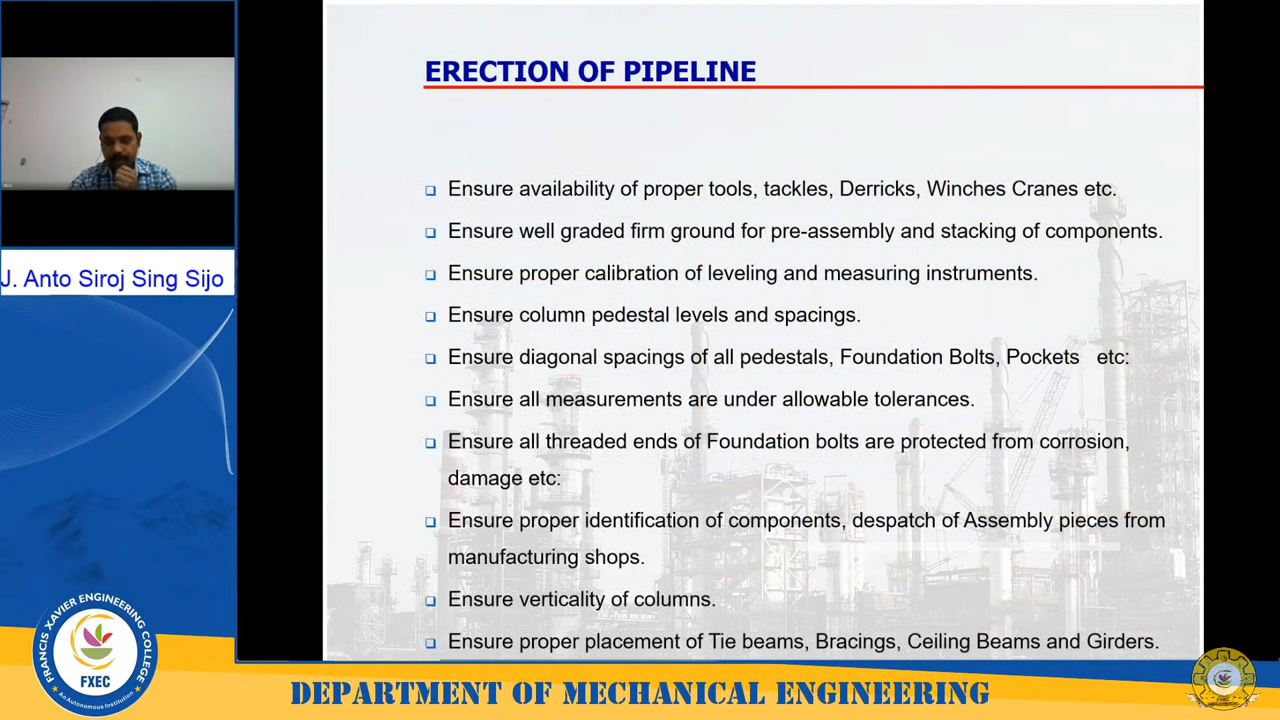 ERECTION OF PIPELINE
Ensure availability of proper tools, tackles, Derricks, Winches Cranes etc.
Ensure well graded firm ground for pre-assembly and stacking of components.
Ensure proper calibration of leveling and measuring instruments.
Ensure column pedestal levels and spacings.
Ensure diagonal spacings of all pedestals, Foundation Bolts, Pockets etc:
Ensure all measurements are under allowable tolerances.
Ensure all threaded ends of Foundation bolts are protected from corrosion,
damage etc:
Ensure proper identification of components, despatch of Assembly pieces from
manufacturing shops.
Ensure verticality of columns.
Ensure proper placement of Tie beams, Bracings, Ceiling Beams and Girders.
J. Anto Siroj Sing Sijo
FRANCIS XAVIER ENGINEERING COLLEGE
FXEC
An Autonomous Institution
DEPARTMENT OF MECHANICAL ENGINEERING